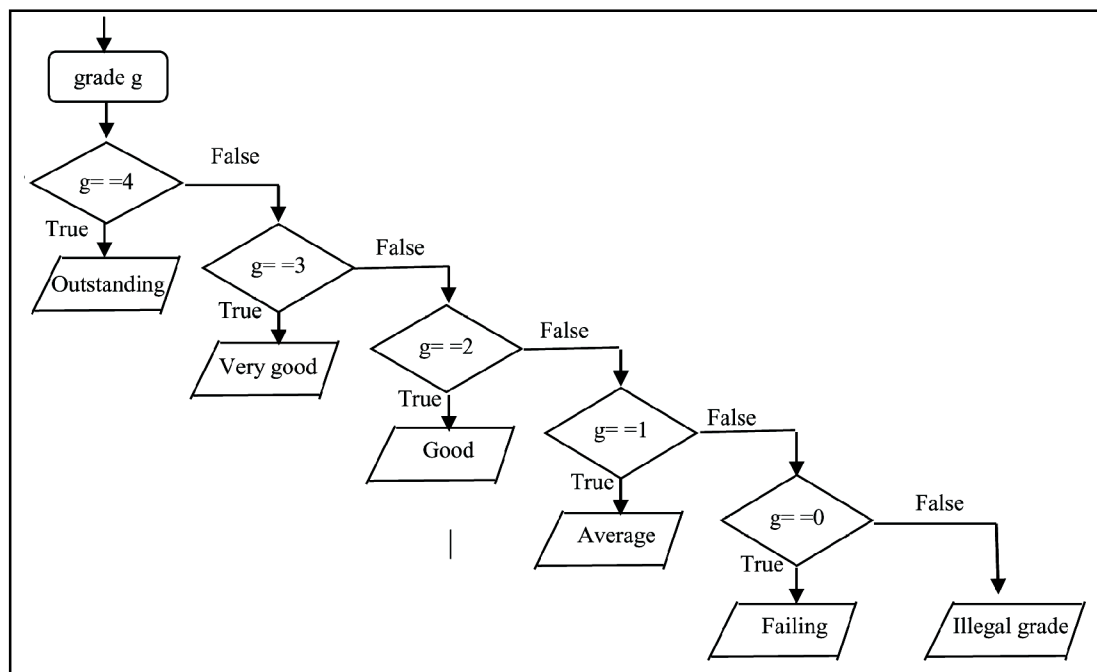 grade g
False
g= =4
True
Outstanding
False
g= =3
True
Very good
False
g= =2
True
Good
False
g= =1
True
Average
False
g= =0
True
Failing
Illegal grade